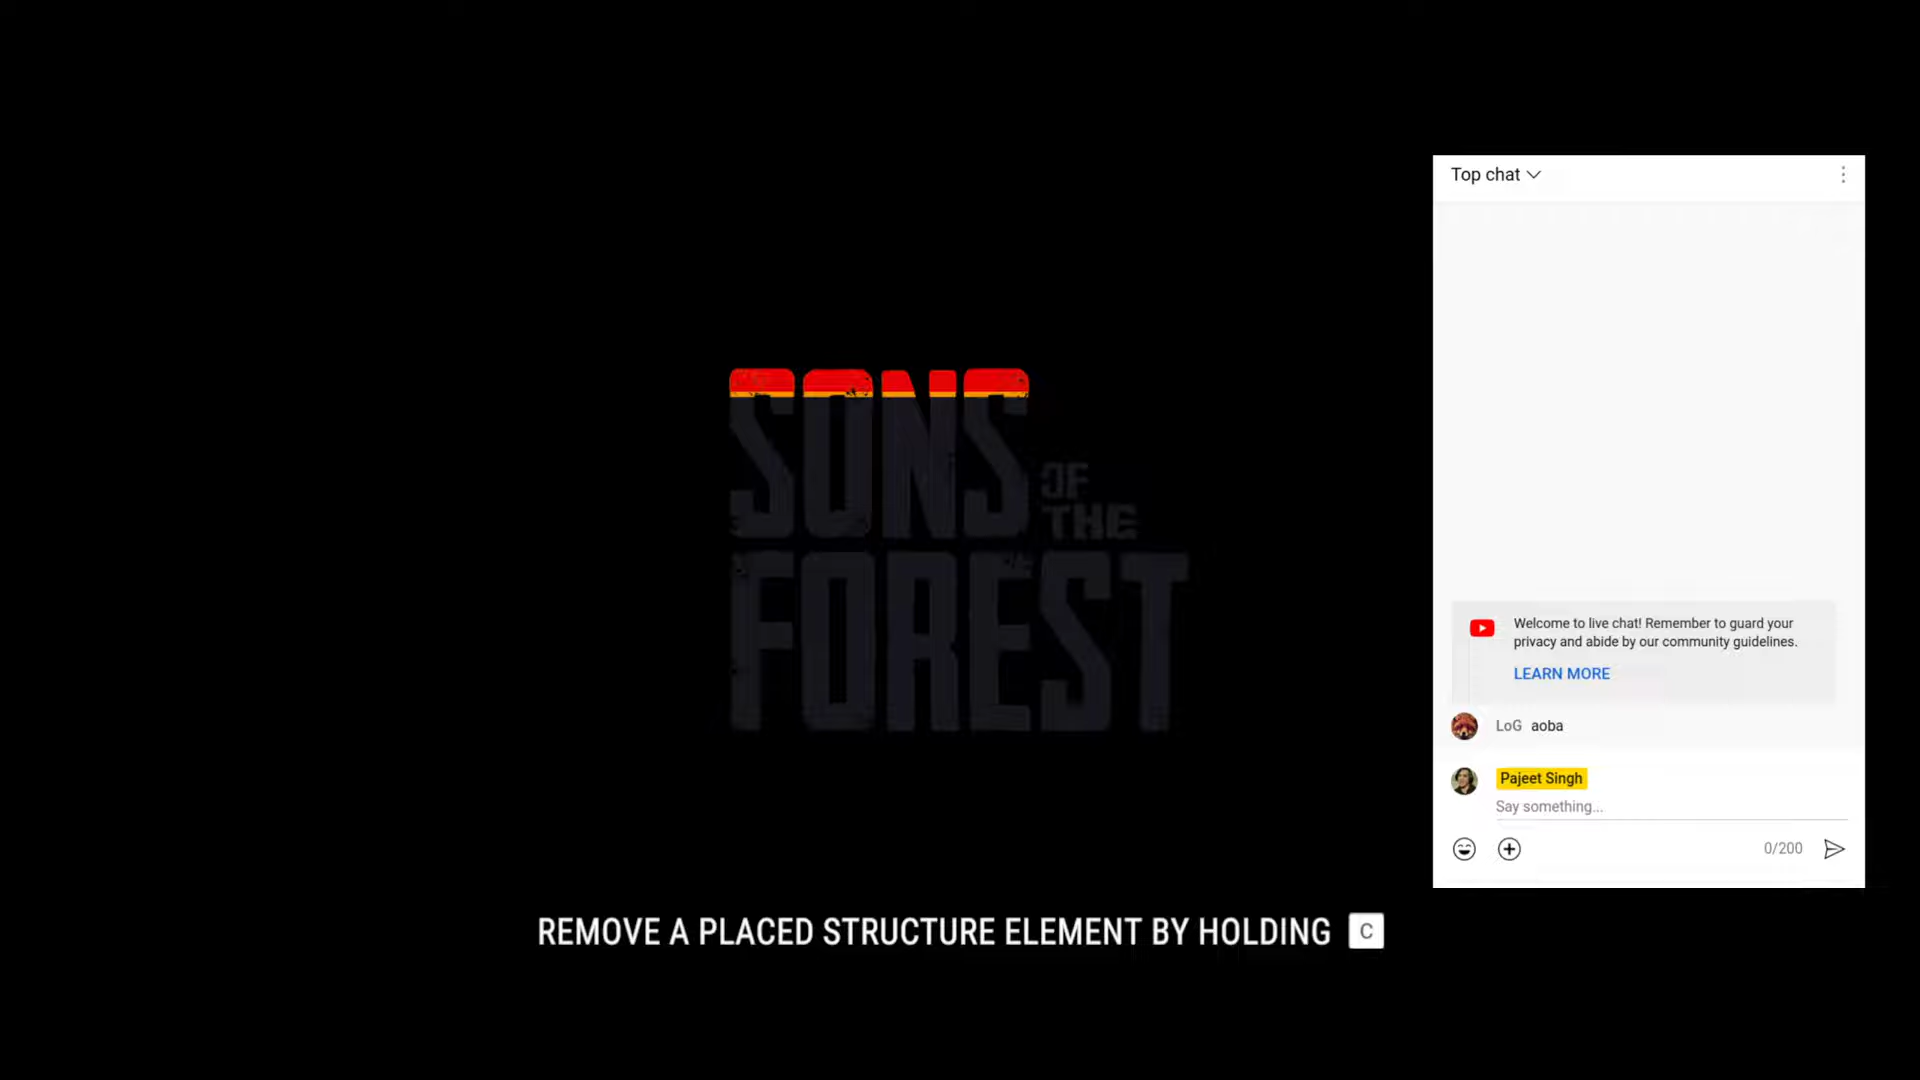 SONS
OF
THE
FOREST
REMOVE A PLACED STRUCTURE ELEMENT BY HOLDING C
Top chat
Welcome to live chat! Remember to guard your
privacy and abide by our community guidelines.
LEARN MORE
LoG aoba
Pajeet Singh
Say something...
0/200